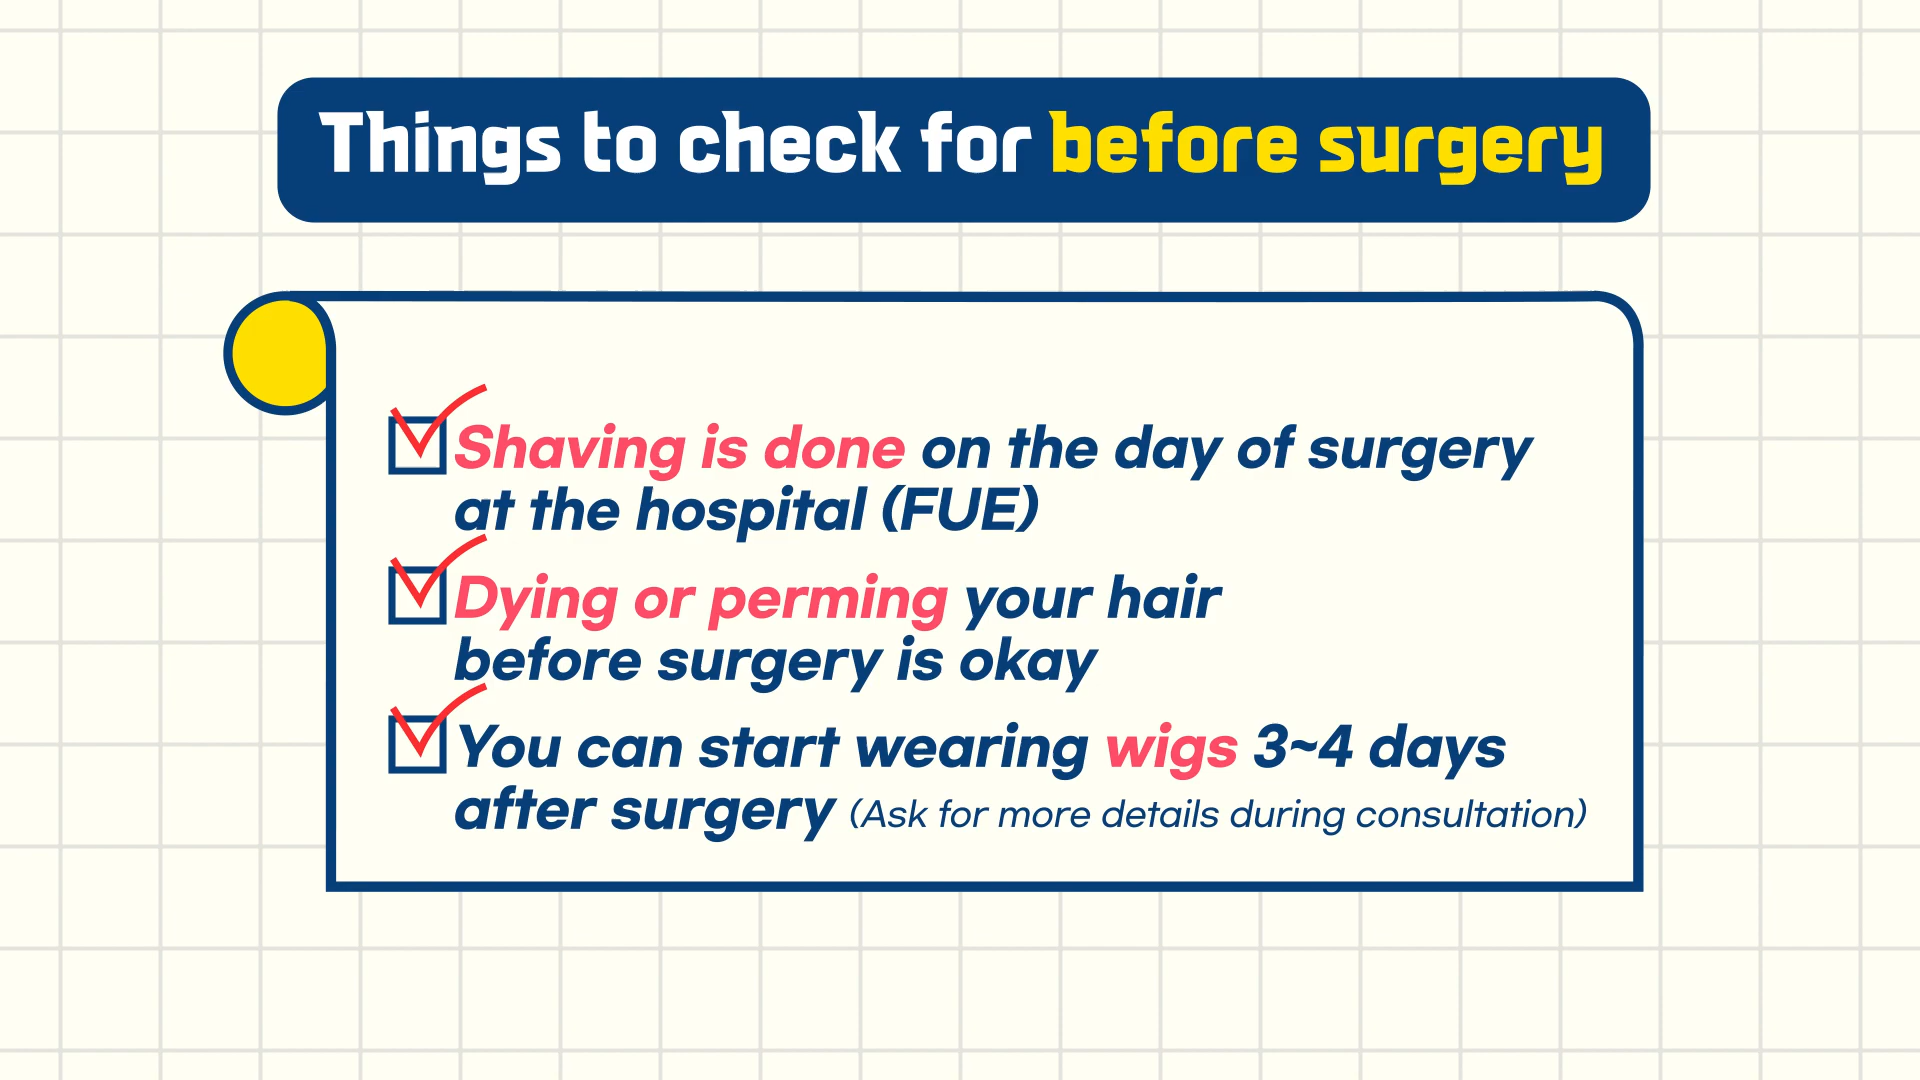 Things to check for before surgery
Shaving is done on the day of surgery
at the hospital (FUE)
Dying or perming your hair
before surgery is okay
You can start wearing wigs 3~4 days
after surgery (Ask for more details during consultation)